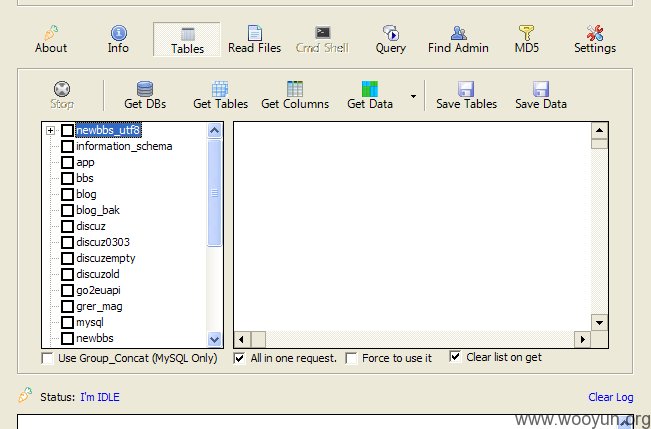 About Info Tables Read Files Cmd Shell Query Find Admin MD5 Settings
Stop Get DBs Get Tables Get Columns Get Data Save Tables Save Data
newbbs_utf8
information_schema
app
bbs
blog
blog_bak
discuz
discuz0303
discuzempty
discuzold
go2euapi
grer_mag
mysql
newbbs
Use Group_Concat (MySQL Only) All in one request. Force to use it Clear list on get
Status: I'm IDLE Clear Log
www.wooyun.org